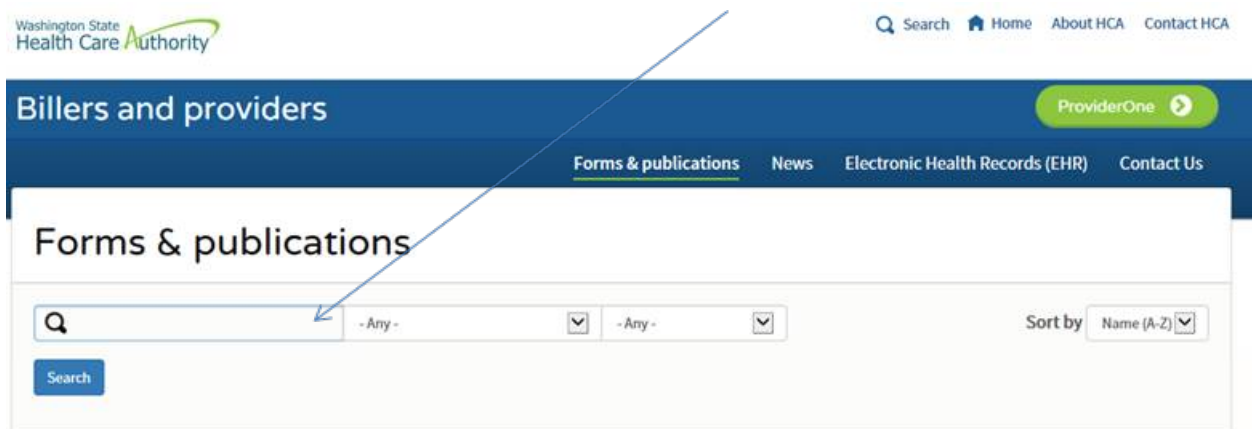 Washington State
Health Care Authority
Search Home About HCA Contact HCA
Billers and providers
ProviderOne
Forms & publications News Electronic Health Records (EHR) Contact Us
Forms & publications
- Any - - Any - Sort by Name (A-Z)
Search